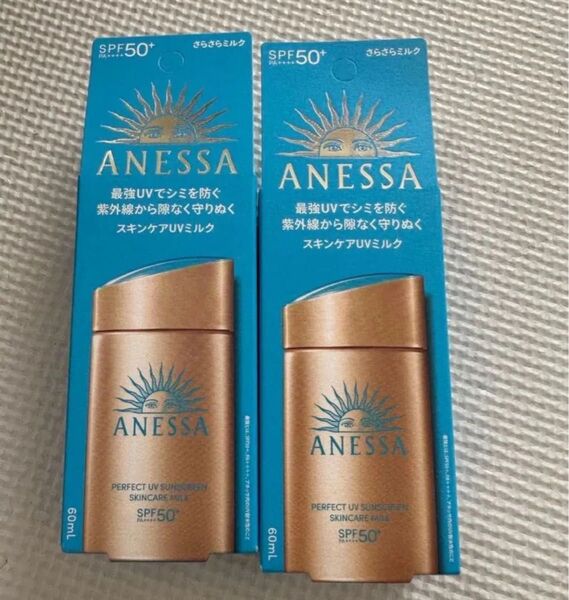 SPF50+
PA++++
さらさらミルク
ANESSA
最強UVでシミを防ぐ
紫外線から隙なく守りぬく
スキンケアUVミルク
ANESSA
PERFECT UV SUNSCREEN
SKINCARE MILK
SPF50+
PA++++
60mL
SPF50+
PA++++
さらさらミルク
ANESSA
最強UVでシミを防ぐ
紫外線から隙なく守りぬく
スキンケアUVミルク
ANESSA
PERFECT UV SUNSCREEN
SKINCARE MILK
SPF50+
PA++++
60mL